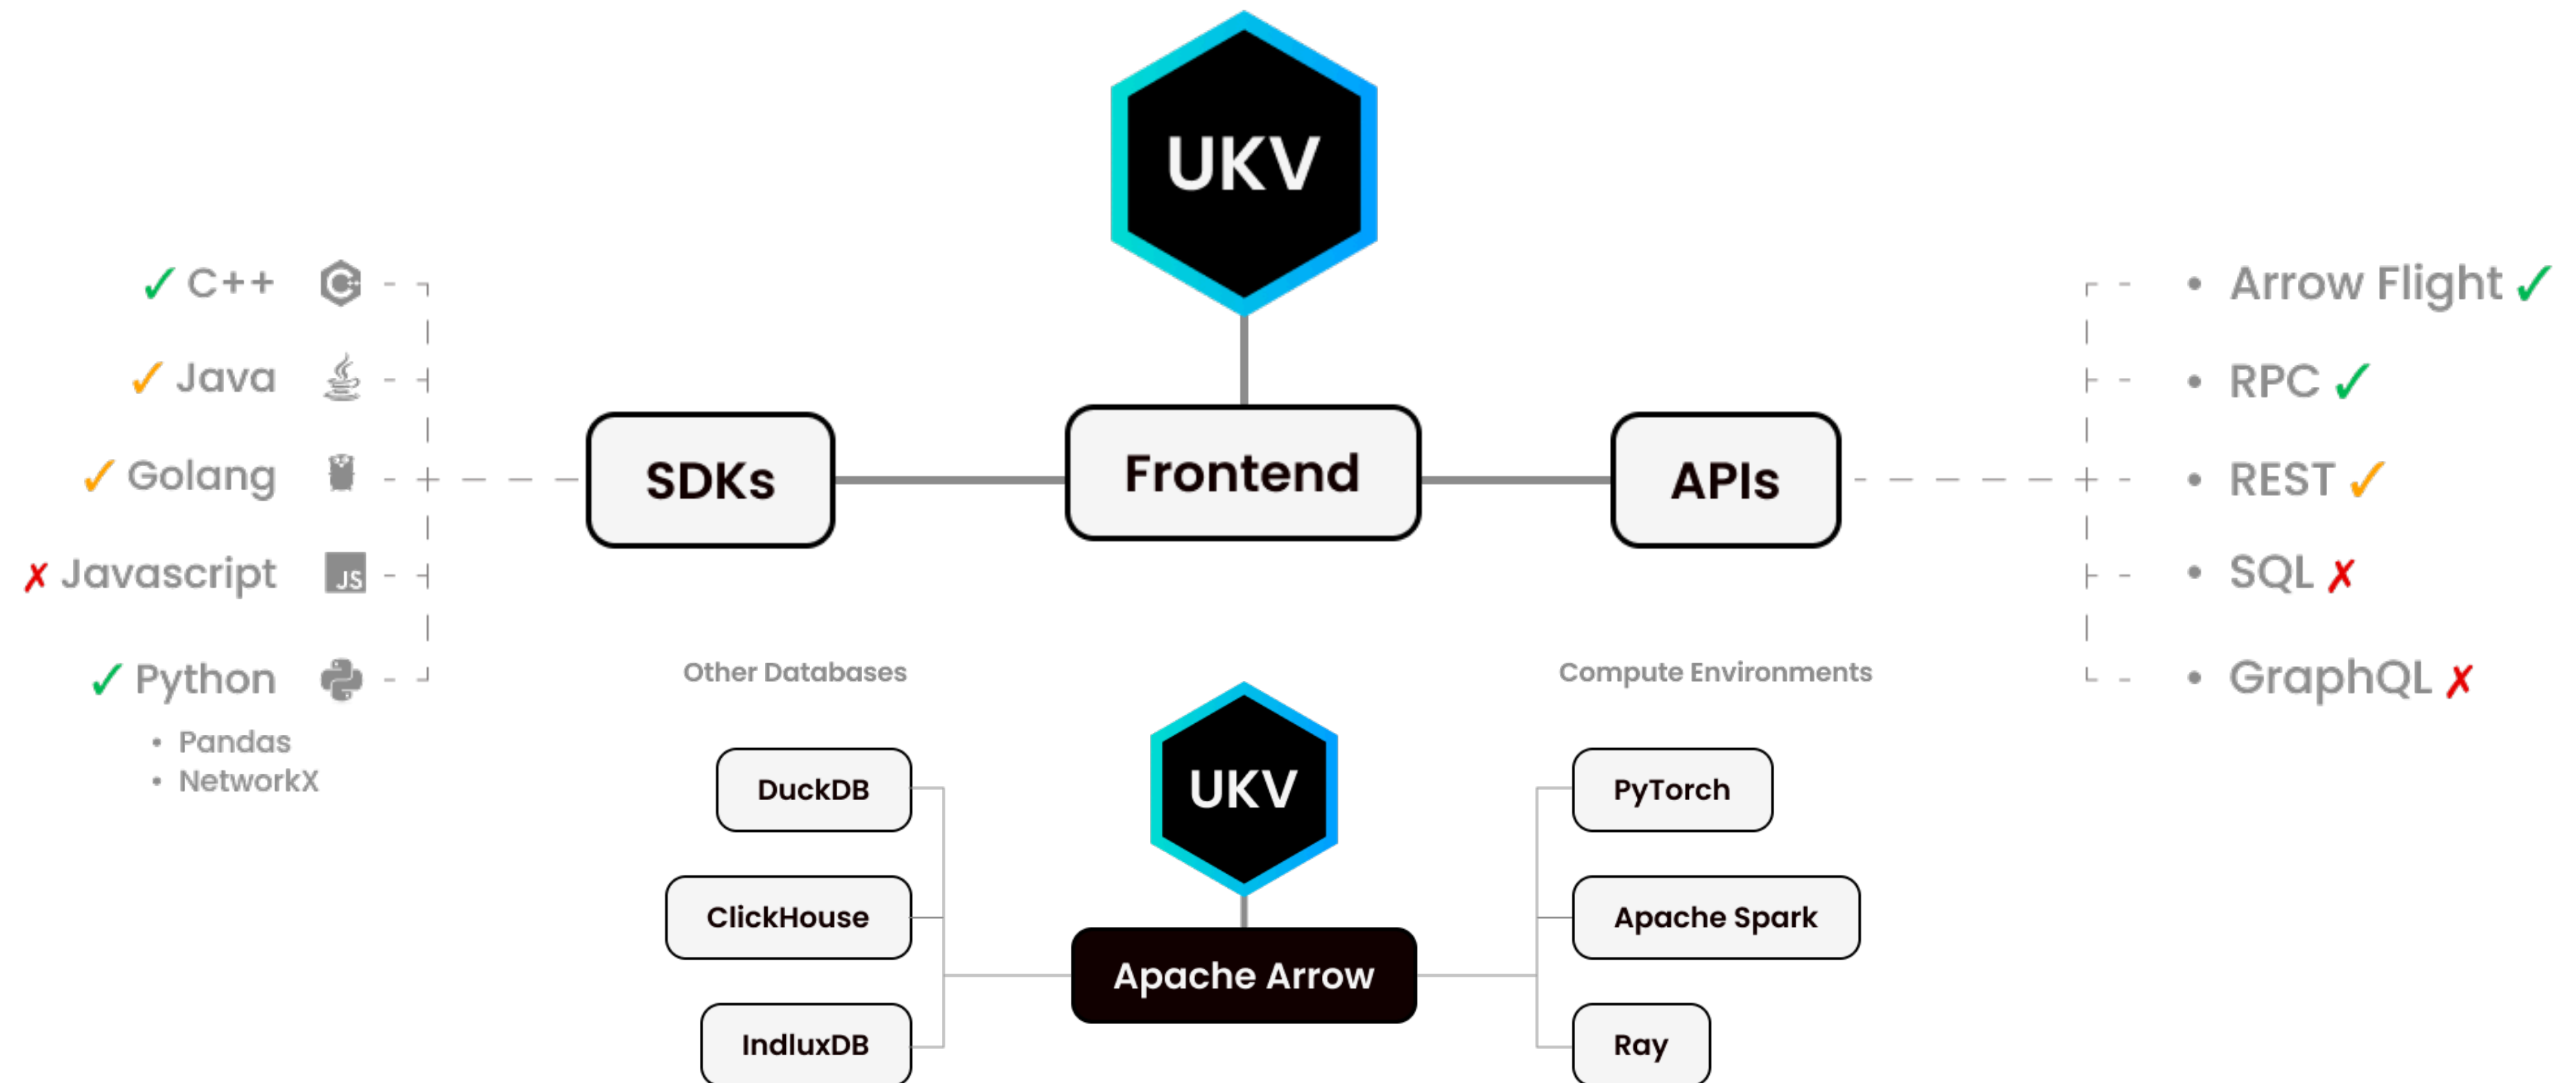 UKV
✓ C++
✓ Java
✓ Golang
✗ Javascript
JS
✓ Python
• Pandas
• NetworkX
SDKs
Frontend
APIs
• Arrow Flight ✓
• RPC ✓
• REST ✓
• SQL ✗
• GraphQL ✗
Other Databases
DuckDB
ClickHouse
IndluxDB
UKV
Apache Arrow
Compute Environments
PyTorch
Apache Spark
Ray